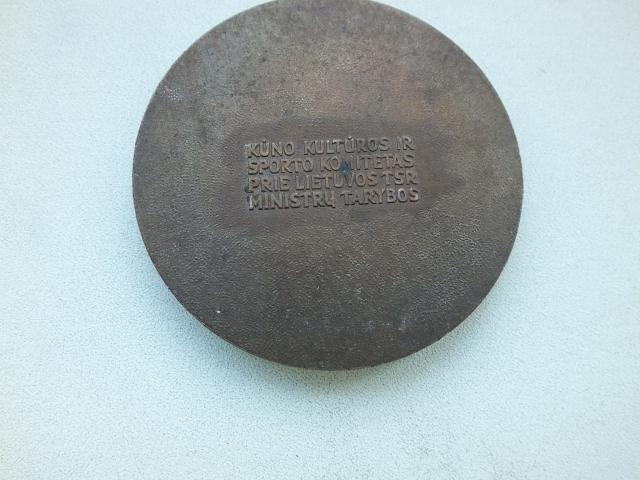 KŪNO KULTŪROS IR
SPORTO KOMITETAS
PRIE LIETUVOS TSR
MINISTRŲ TARYBOS